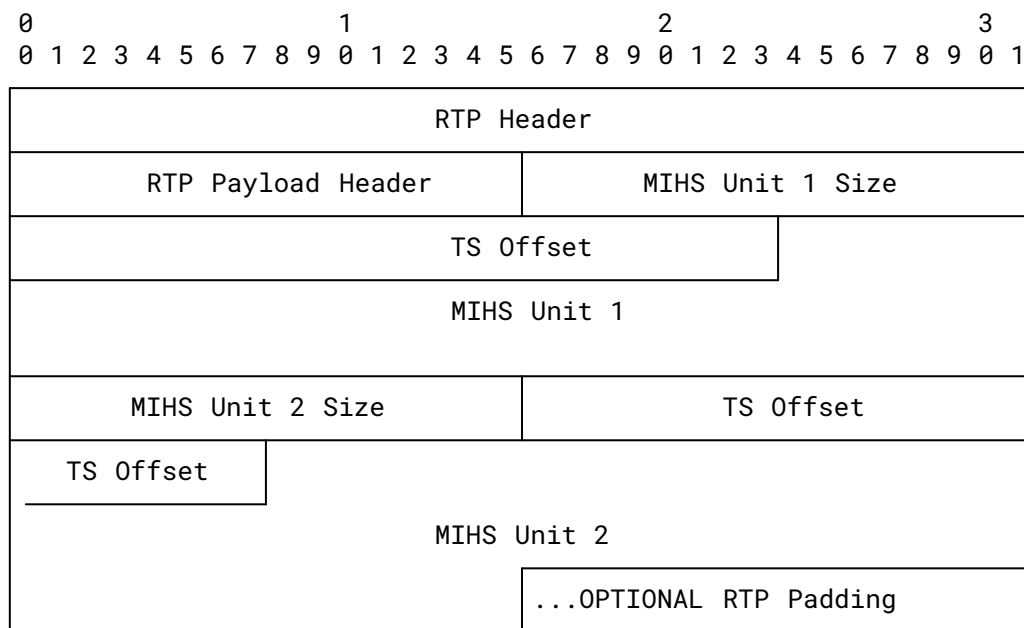 0 1 2 3
0 1 2 3 4 5 6 7 8 9 0 1 2 3 4 5 6 7 8 9 0 1 2 3 4 5 6 7 8 9 0 1
RTP Header
RTP Payload Header MIHS Unit 1 Size
TS Offset
MIHS Unit 1
MIHS Unit 2 Size TS Offset
TS Offset
MIHS Unit 2
...OPTIONAL RTP Padding